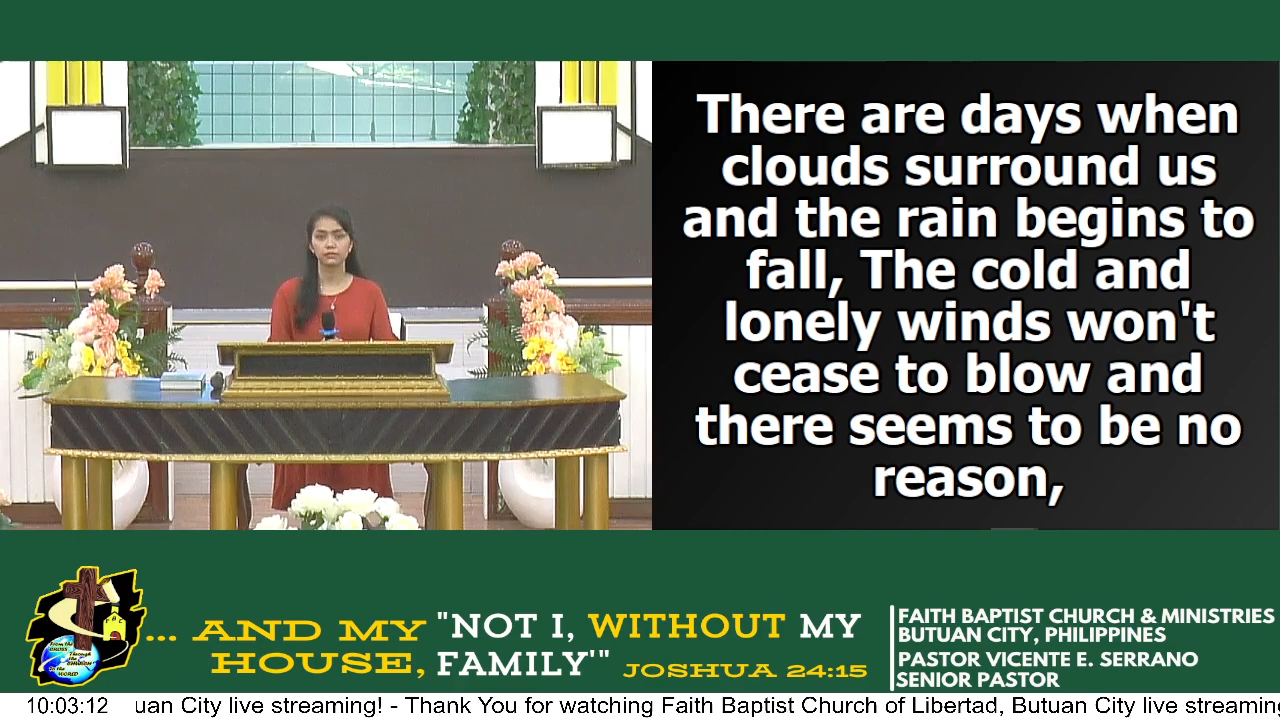 There are days when
clouds surround us
and the rain begins to
fall, The cold and
lonely winds won't
cease to blow and
there seems to be no
reason,
... AND MY
HOUSE,
"NOT I, WITHOUT MY
FAMILY'"
JOSHUA 24:15
FAITH BAPTIST CHURCH & MINISTRIES
BUTUAN CITY, PHILIPPINES
PASTOR VICENTE E. SERRANO
SENIOR PASTOR
10:03:12
uan City live streaming! - Thank You for watching Faith Baptist Church of Libertad, Butuan City live streaming